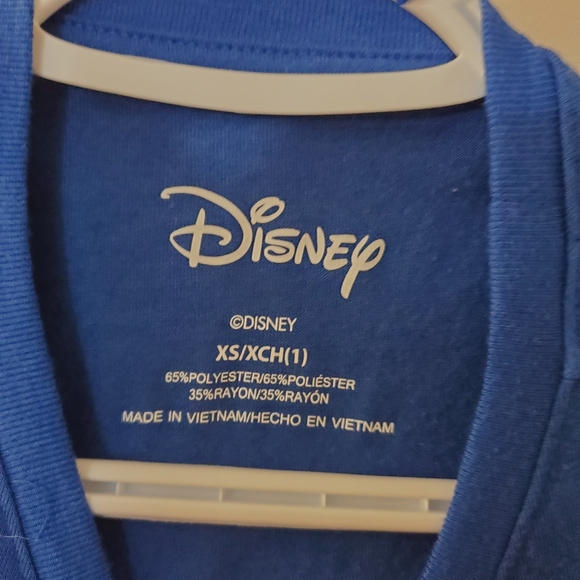 Disney
©DISNEY
XS/XCH(1)
65%POLYESTER/65%POLIÉSTER
35%RAYON/35%RAYÓN
MADE IN VIETNAM/HECHO EN VIETNAM